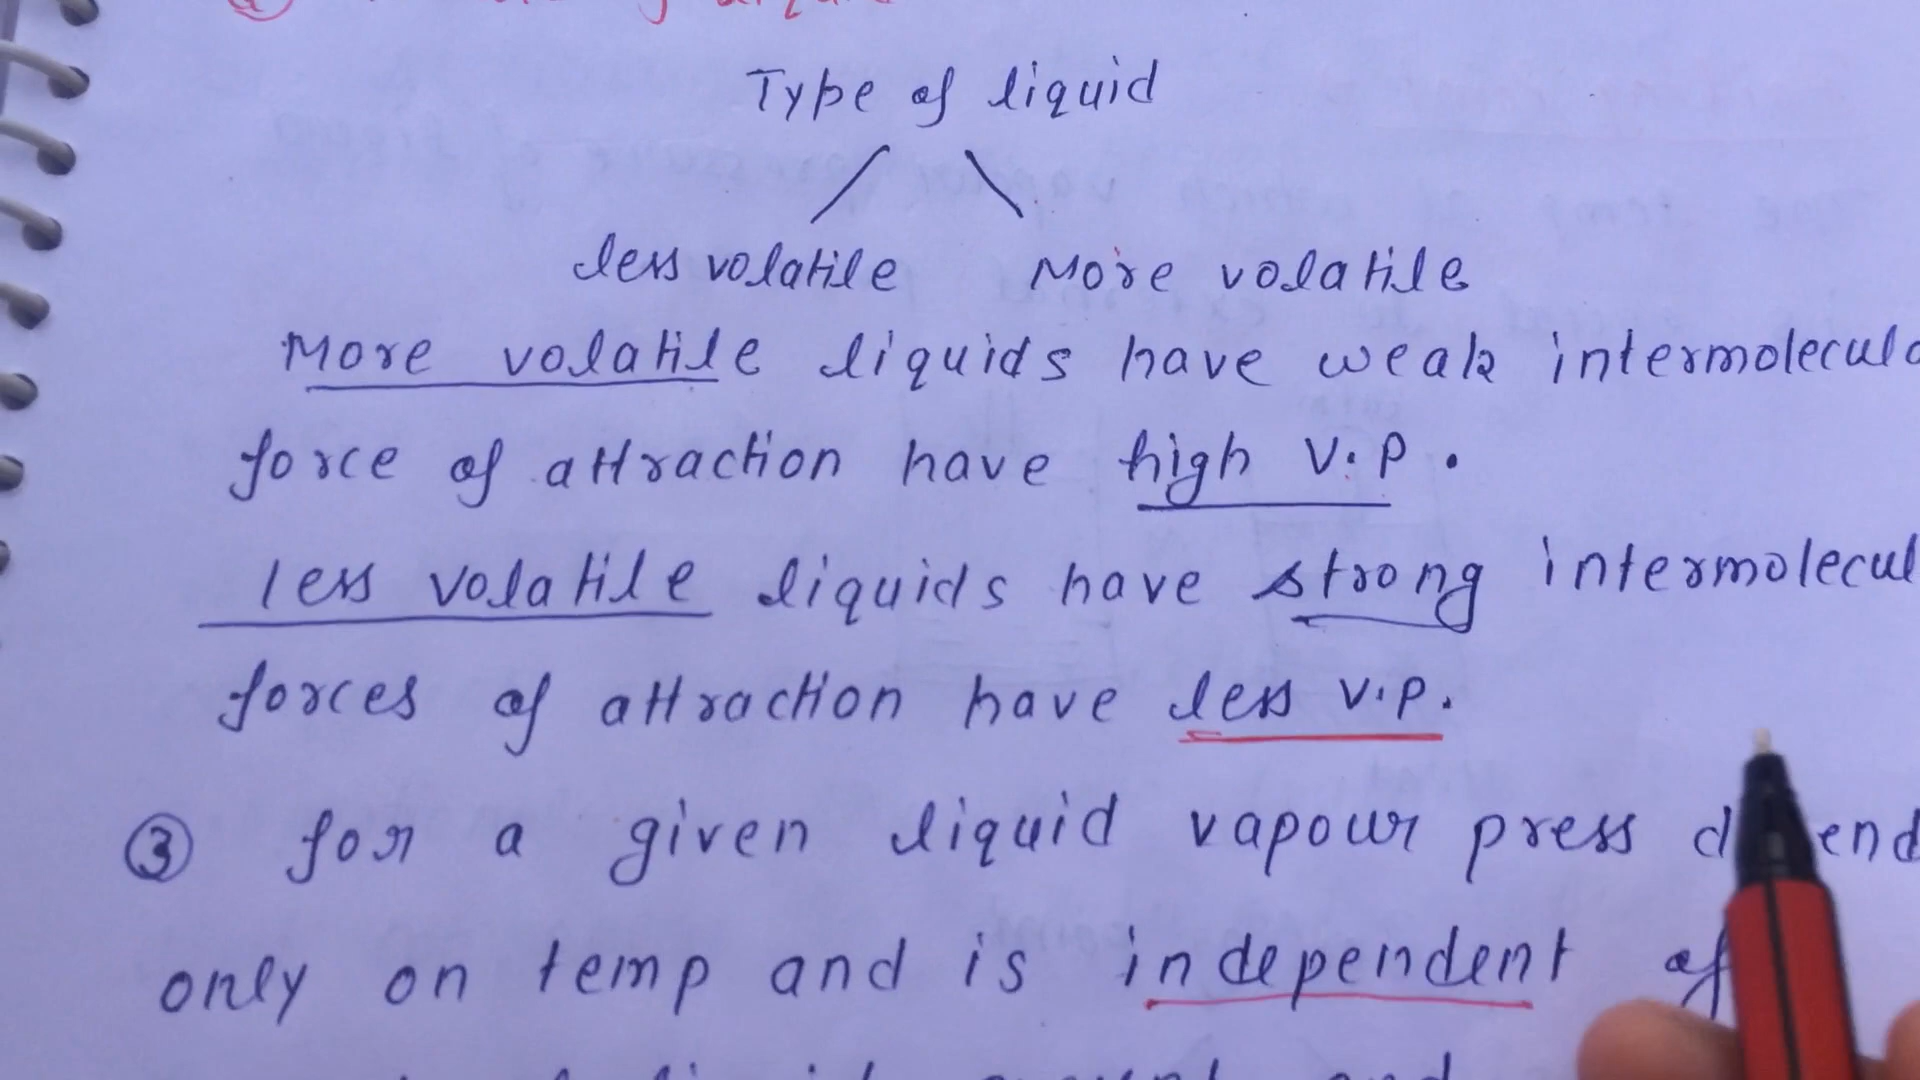 Type of liquid
less volatile More volatile
More volatile liquids have weak intermolecula
force of attraction have high V.P.
less volatile liquids have strong intermolecul
forces of attraction have less V.P.
③ for a given liquid vapour press d end
only on temp and is independent of